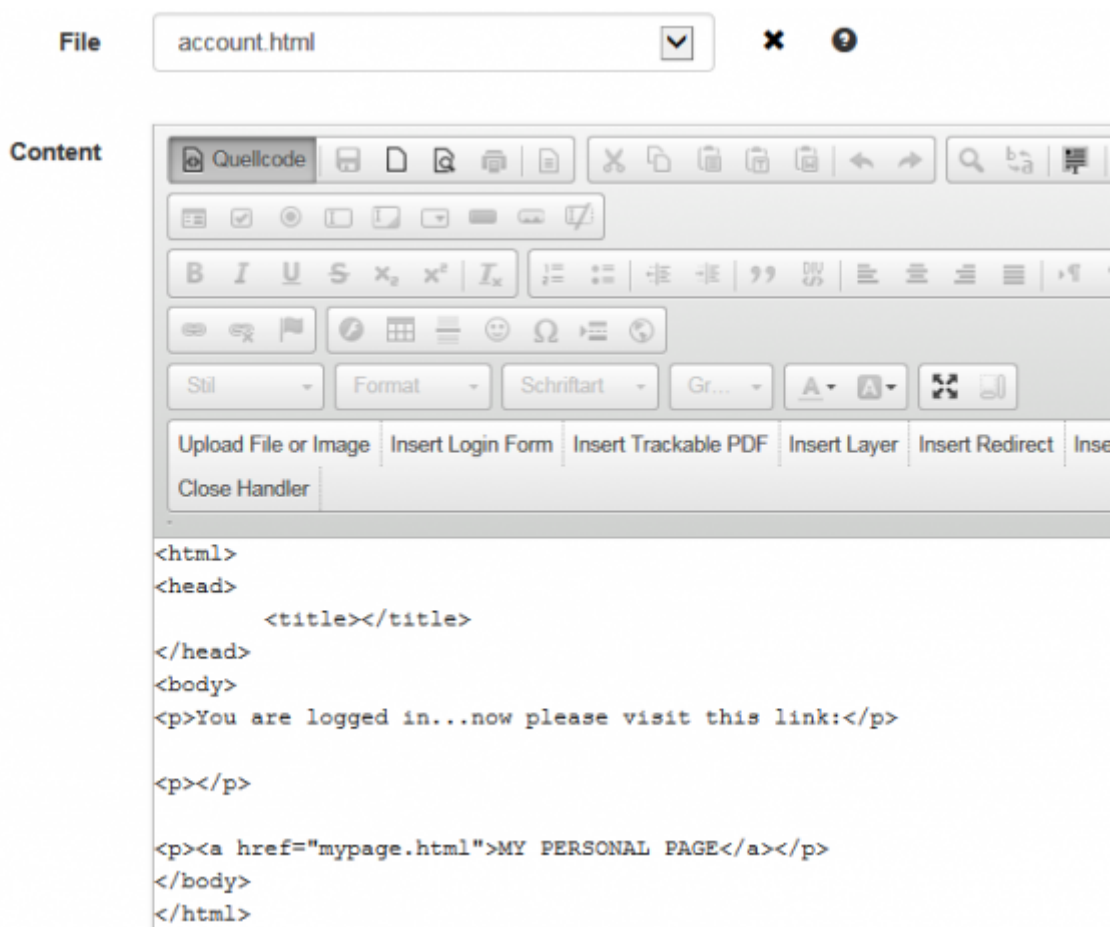 File account.html
Content
Quellcode
Stil Format Schriftart Gr...
Upload File or Image Insert Login Form Insert Trackable PDF Insert Layer Insert Redirect Inse
Close Handler
<html>
<head>
<title></title>
</head>
<body>
<p>You are logged in...now please visit this link:</p>
<p></p>
<p><a href="mypage.html">MY PERSONAL PAGE</a></p>
</body>
</html>